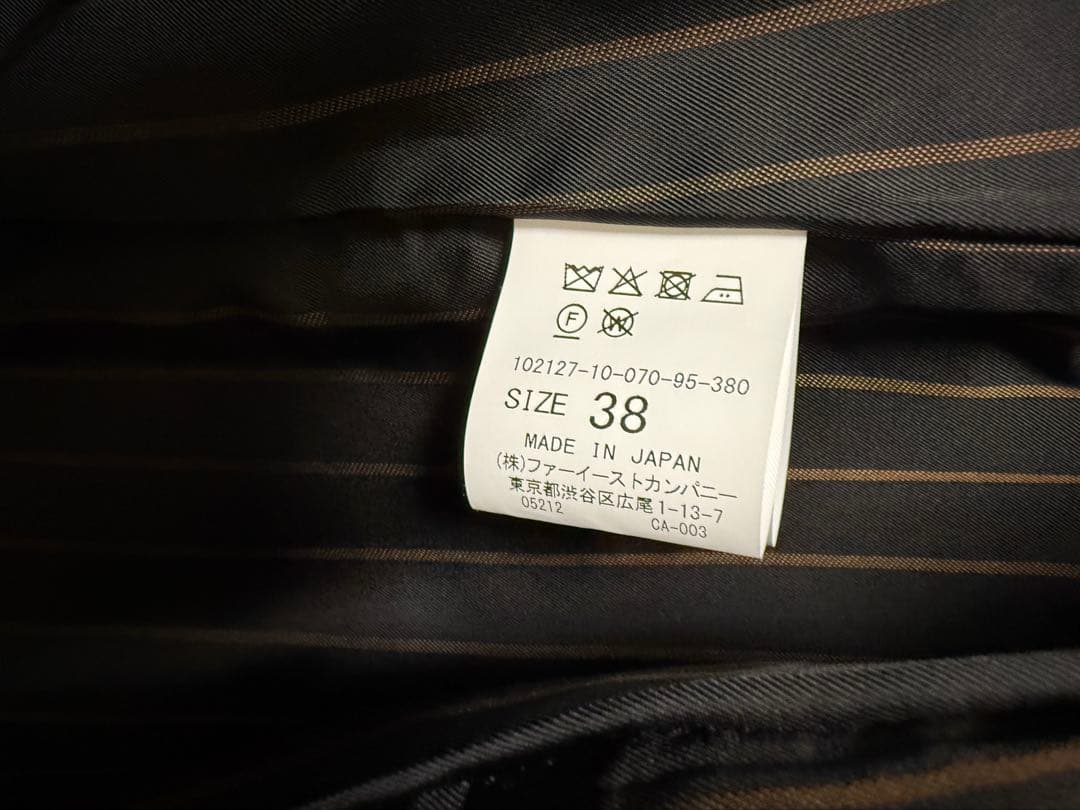 F W
102127-10-070-95-380
SIZE 38
MADE IN JAPAN
(株)ファーイーストカンパニー
東京都渋谷区広尾1-13-7
05212 CA-003